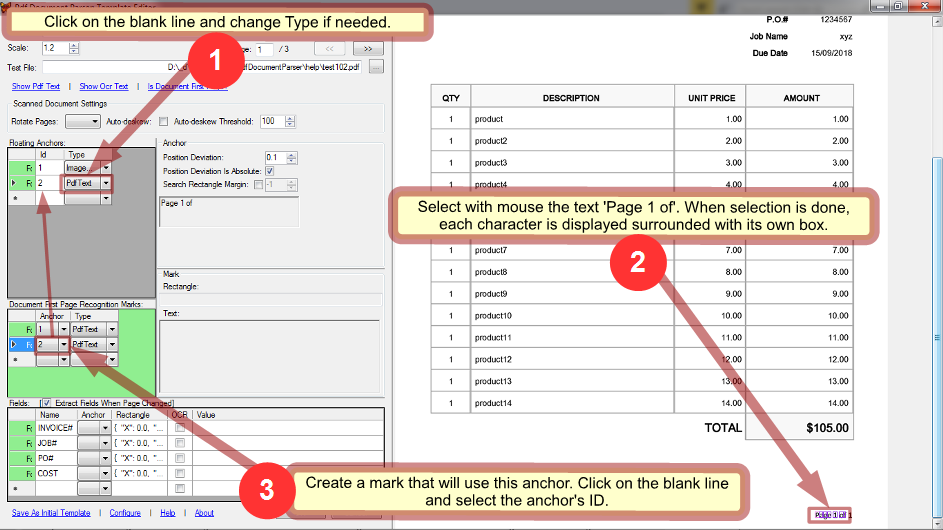 Pdf Document Parser Template Editor
Click on the blank line and change Type if needed.
Scale: 1.2
1 / 3 << >>
Test File: D:\
DocumentParser\help\test102.pdf ...
Show Pdf Text | Show Ocr Text | Is Document First
Scanned Document Settings
Rotate Pages: Auto-deskew: Auto-deskew Threshold: 100
Floating Anchors:
Id Type
1 Image...
2 PdfText
*
Anchor
Position Deviation: 0.1
Position Deviation Is Absolute:
Search Rectangle Margin: -1
Page 1 of
Mark
Rectangle:
Text:
Document First Page Recognition Marks:
Anchor Type
1 PdfText
2 PdfText
*
Fields: Extract Fields When Page Changed]
Name Anchor Rectangle OCR Value
INVOICE# { "X": 0.0, "...
JOB# { "X": 0.0, "...
PO# { "X": 0.0, "...
COST { "X": 0.0, "...
*
Save As Initial Template | Configure | Help | About
P.O.# 1234567
Job Name xyz
Due Date 15/09/2018
QTY DESCRIPTION UNIT PRICE AMOUNT
1 product 1.00 1.00
1 product2 2.00 2.00
1 product3 3.00 3.00
1 product4 4.00 4.00
Select with mouse the text 'Page 1 of'. When selection is done,
each character is displayed surrounded with its own box.
1 product7 7.00 7.00
1 product8 8.00 8.00
1 product9 9.00 9.00
1 product10 10.00 10.00
1 product11 11.00 11.00
1 product12 12.00 12.00
1 product13 13.00 13.00
1 product14 14.00 14.00
TOTAL $105.00
1
2
3
Create a mark that will use this anchor. Click on the blank line
and select the anchor's ID.
Page 1 of 1